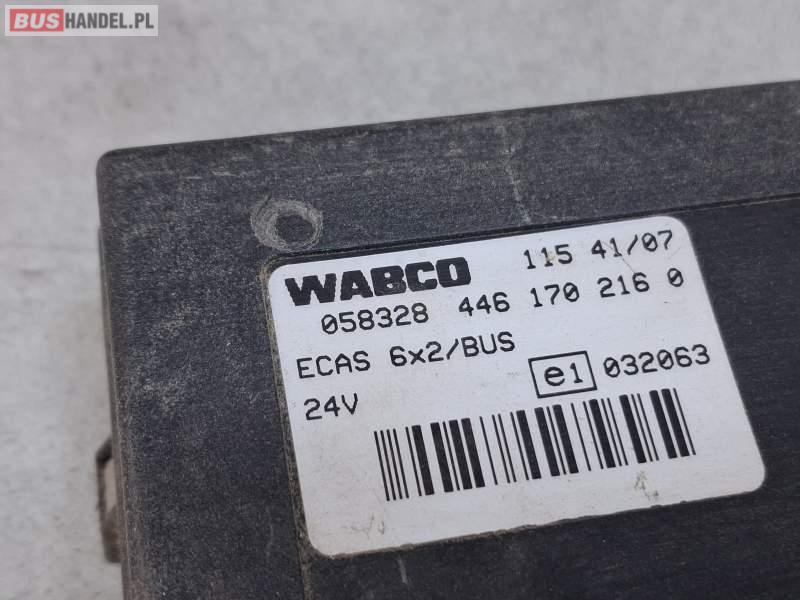 BUSHANDEL.PL
WABCO 115 41/07
058328 446 170 216 0
ECAS 6x2/BUS
24V e1 032063